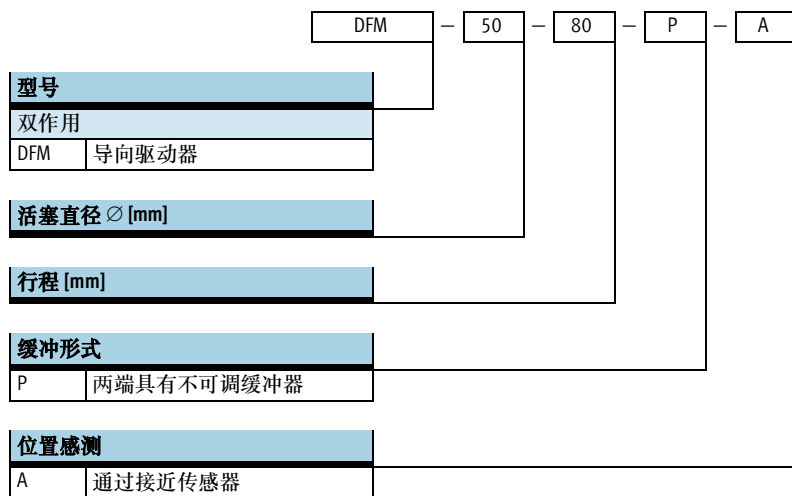 DFM – 50 – 80 – P – A
型号
双作用
DFM 导向驱动器
活塞直径 ∅ [mm]
行程 [mm]
缓冲形式
P 两端具有不可调缓冲器
位置感测
A 通过接近传感器